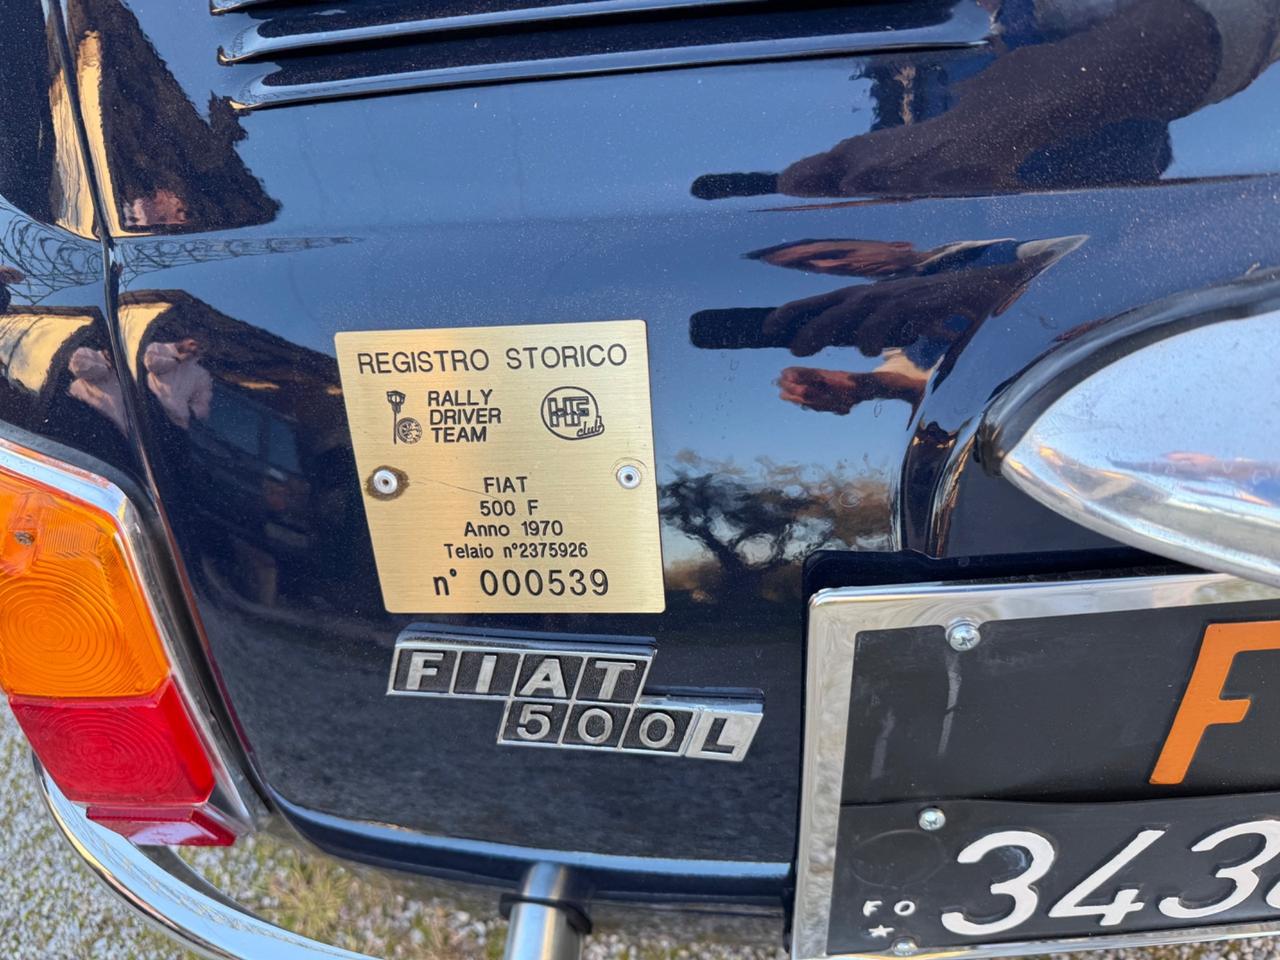 REGISTRO STORICO
RALLY
DRIVER
TEAM
HF
club
FIAT
500 F
Anno 1970
Telaio n°2375926
n° 000539
FIAT
500L
F
FO
343